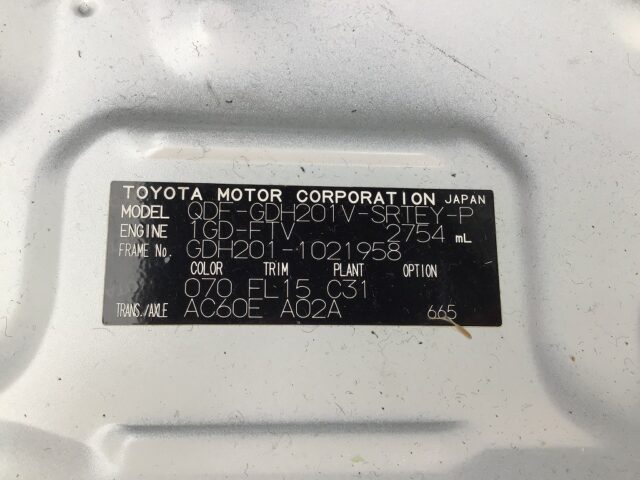 TOYOTA MOTOR CORPORATION JAPAN
MODEL QDF-GDH201V-SRTEY-P
ENGINE 1GD-FTV 2754 mL
FRAME No. GDH201-1021958
COLOR TRIM PLANT OPTION
070 FL15 C31
TRANS./AXLE AC60E A02A 665